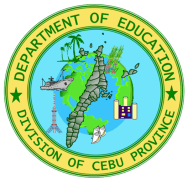 DEPARTMENT OF EDUCATION
DIVISION OF CEBU PROVINCE